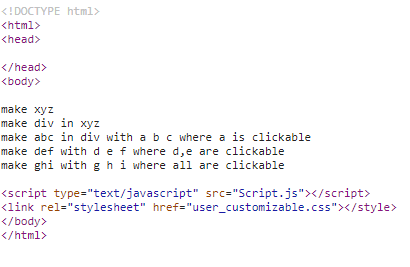 <!DOCTYPE html>
<html>
<head>
</head>
<body>
make xyz
make div in xyz
make abc in div with a b c where a is clickable
make def with d e f where d,e are clickable
make ghi with g h i where all are clickable
<script type="text/javascript" src="Script.js"></script>
<link rel="stylesheet" href="user_customizable.css"></style>
</body>
</html>